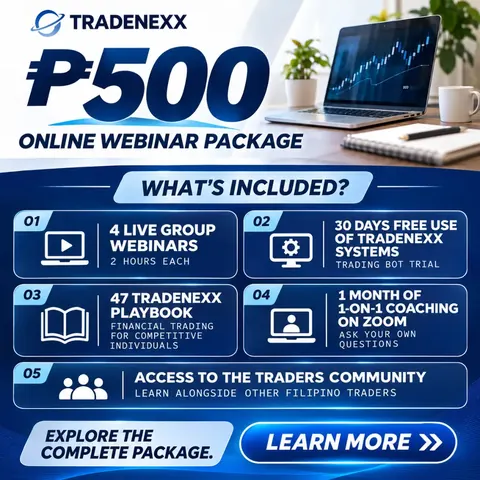 TRADENEXX
₱500
ONLINE WEBINAR PACKAGE
WHAT'S INCLUDED?
01
4 LIVE GROUP
WEBINARS
2 HOURS EACH
02
30 DAYS FREE USE
OF TRADENEXX
SYSTEMS
TRADING BOT TRIAL
03
47 TRADENEXX
PLAYBOOK
FINANCIAL TRADING
FOR COMPETITIVE
INDIVIDUALS
04
1 MONTH OF
1-ON-1 COACHING
ON ZOOM
ASK YOUR OWN
QUESTIONS
05
ACCESS TO THE TRADERS COMMUNITY
LEARN ALONGSIDE OTHER FILIPINO TRADERS
EXPLORE THE
COMPLETE PACKAGE.
LEARN MORE »